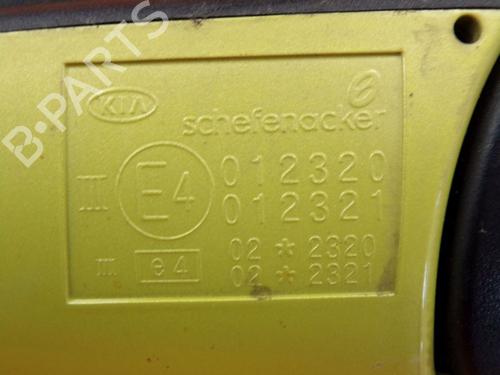 B-PARTS
KIA
schefenacker
III E4 012320
012321
III e4 02 * 2320
02 * 2321